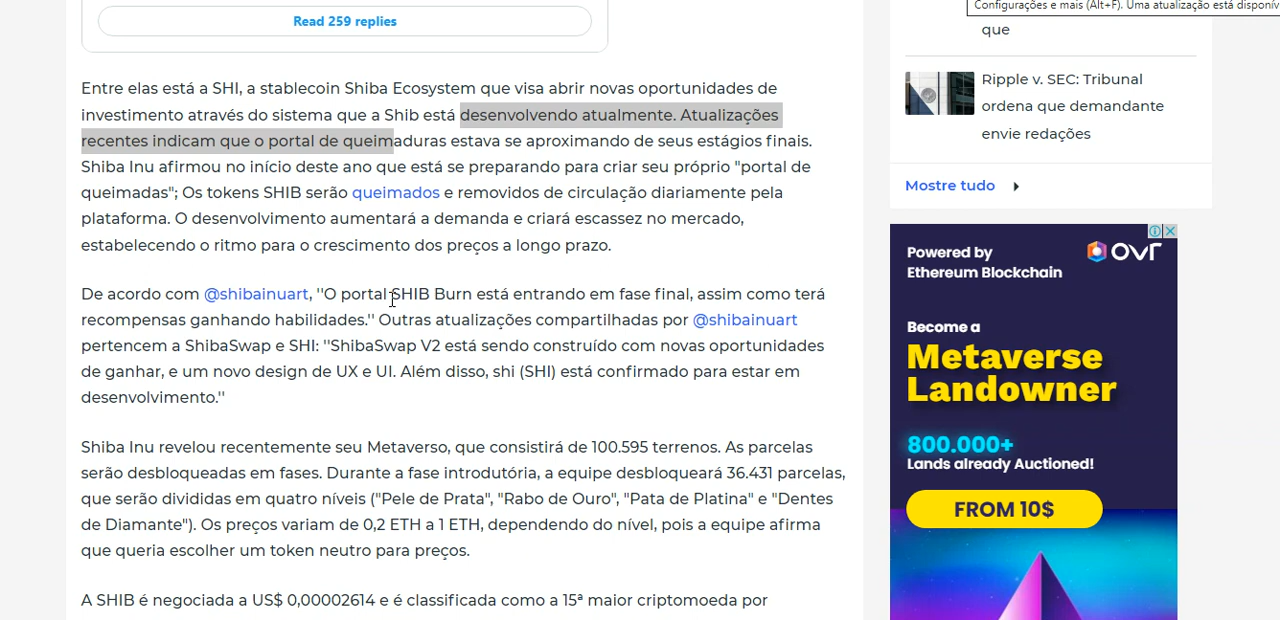 Configurações e mais (Alt+F). Uma atualização está disponív
Read 259 replies
Entre elas está a SHI, a stablecoin Shiba Ecosystem que visa abrir novas oportunidades de
investimento através do sistema que a Shib está desenvolvendo atualmente. Atualizações
recentes indicam que o portal de queimaduras estava se aproximando de seus estágios finais.
Shiba Inu afirmou no início deste ano que está se preparando para criar seu próprio "portal de
queimadas"; Os tokens SHIB serão queimados e removidos de circulação diariamente pela
plataforma. O desenvolvimento aumentará a demanda e criará escassez no mercado,
estabelecendo o ritmo para o crescimento dos preços a longo prazo.
De acordo com @shibainuart, ''O portal SHIB Burn está entrando em fase final, assim como terá
recompensas ganhando habilidades.'' Outras atualizações compartilhadas por @shibainuart
pertencem a ShibaSwap e SHI: ''ShibaSwap V2 está sendo construído com novas oportunidades
de ganhar, e um novo design de UX e UI. Além disso, shi (SHI) está confirmado para estar em
desenvolvimento.''
Shiba Inu revelou recentemente seu Metaverso, que consistirá de 100.595 terrenos. As parcelas
serão desbloqueadas em fases. Durante a fase introdutória, a equipe desbloqueará 36.431 parcelas,
que serão divididas em quatro níveis ("Pele de Prata", "Rabo de Ouro", "Pata de Platina" e "Dentes
de Diamante"). Os preços variam de 0,2 ETH a 1 ETH, dependendo do nível, pois a equipe afirma
que queria escolher um token neutro para preços.
A SHIB é negociada a US$ 0,00002614 e é classificada como a 15ª maior criptomoeda por
que
Ripple v. SEC: Tribunal
ordena que demandante
envie redações
Mostre tudo
Powered by
Ethereum Blockchain
ovr
Become a
Metaverse
Landowner
800.000+
Lands already Auctioned!
FROM 10$